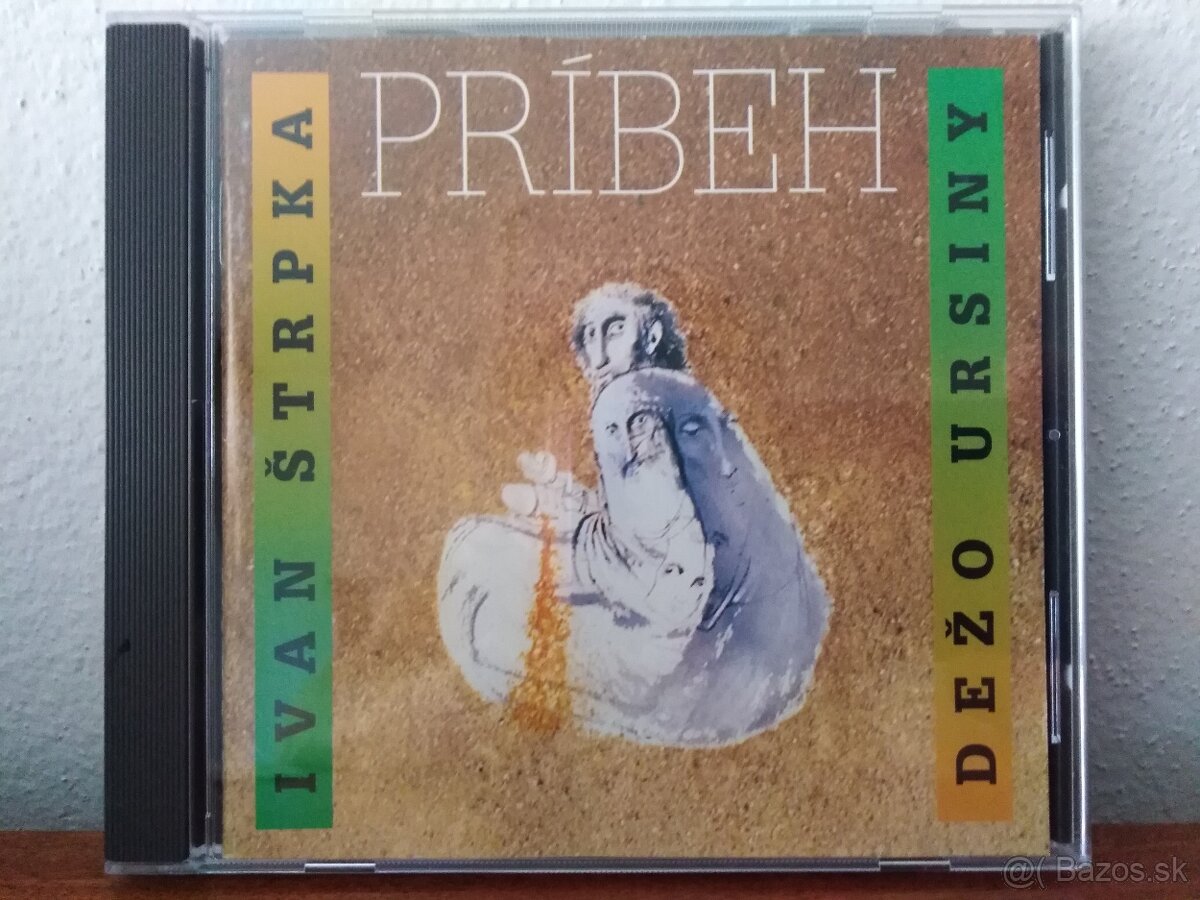 PRÍBEH
IVAN ŠTRPKA
DEŽO URSINY
@( Bazos.sk